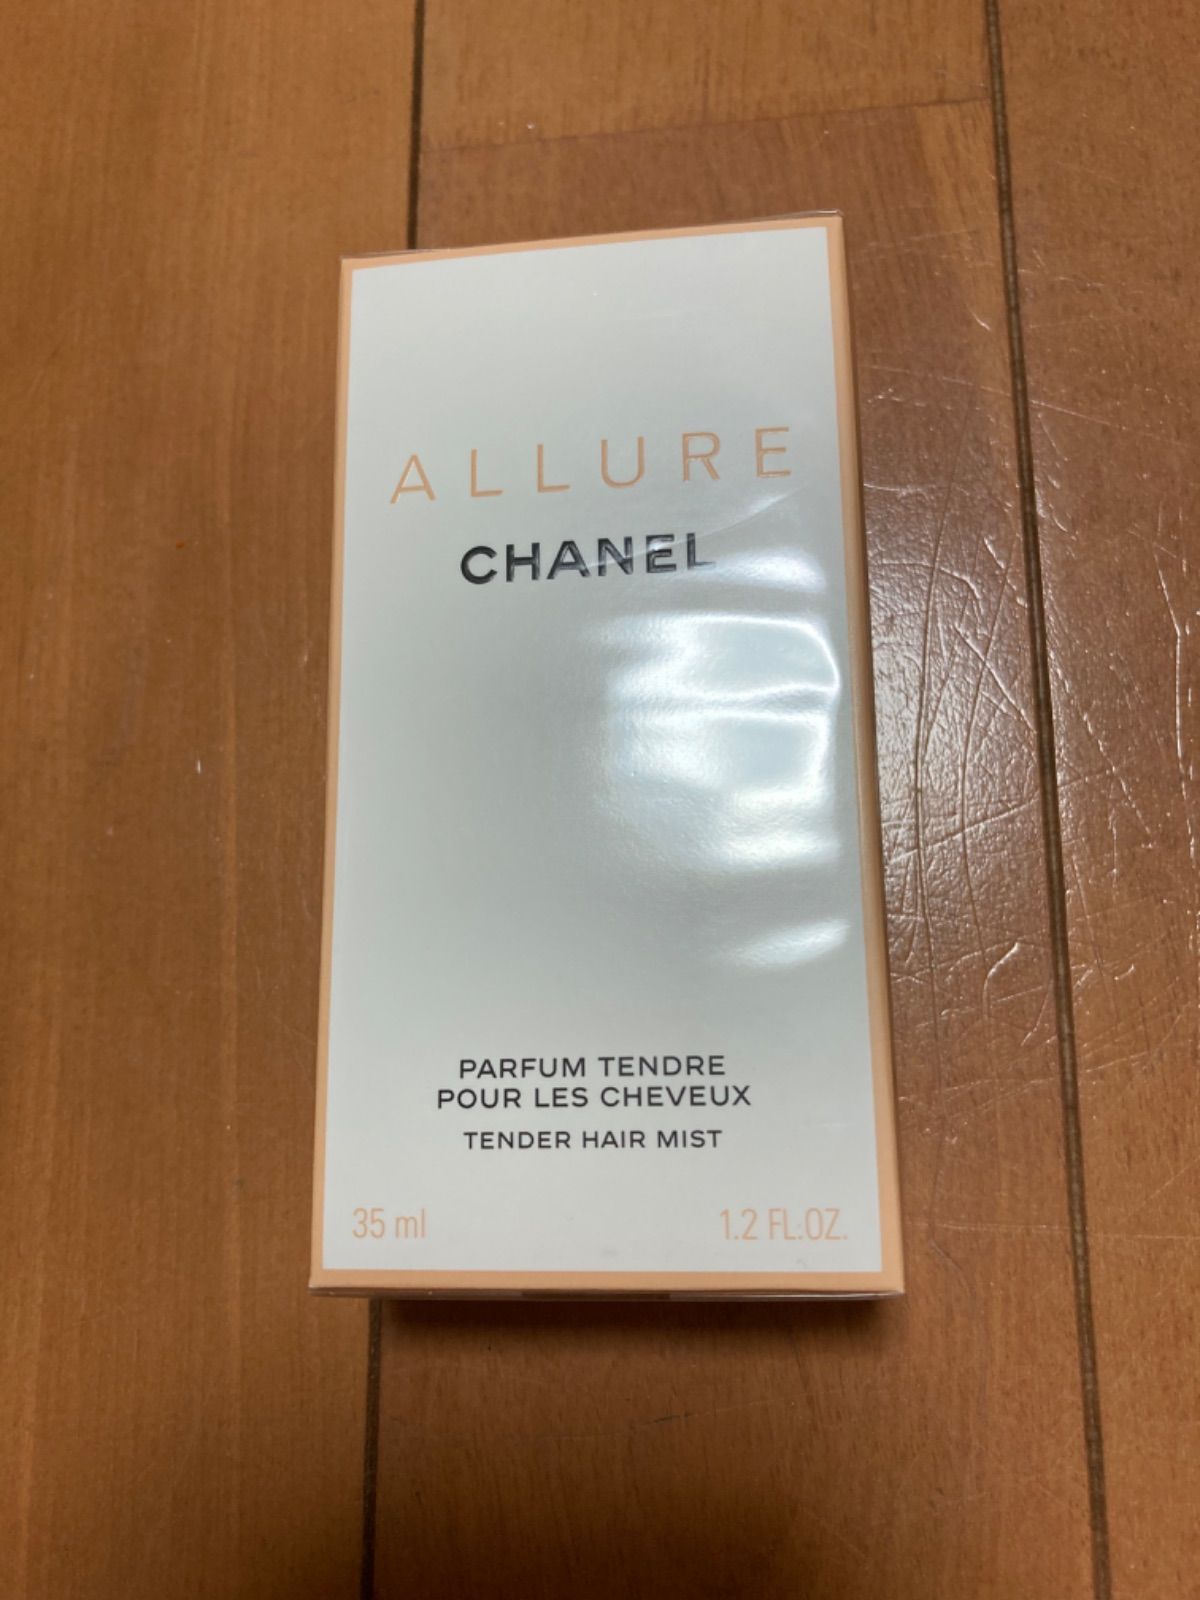 ALLURE
CHANEL
PARFUM TENDRE
POUR LES CHEVEUX
TENDER HAIR MIST
35 ml 1.2 FL.OZ.